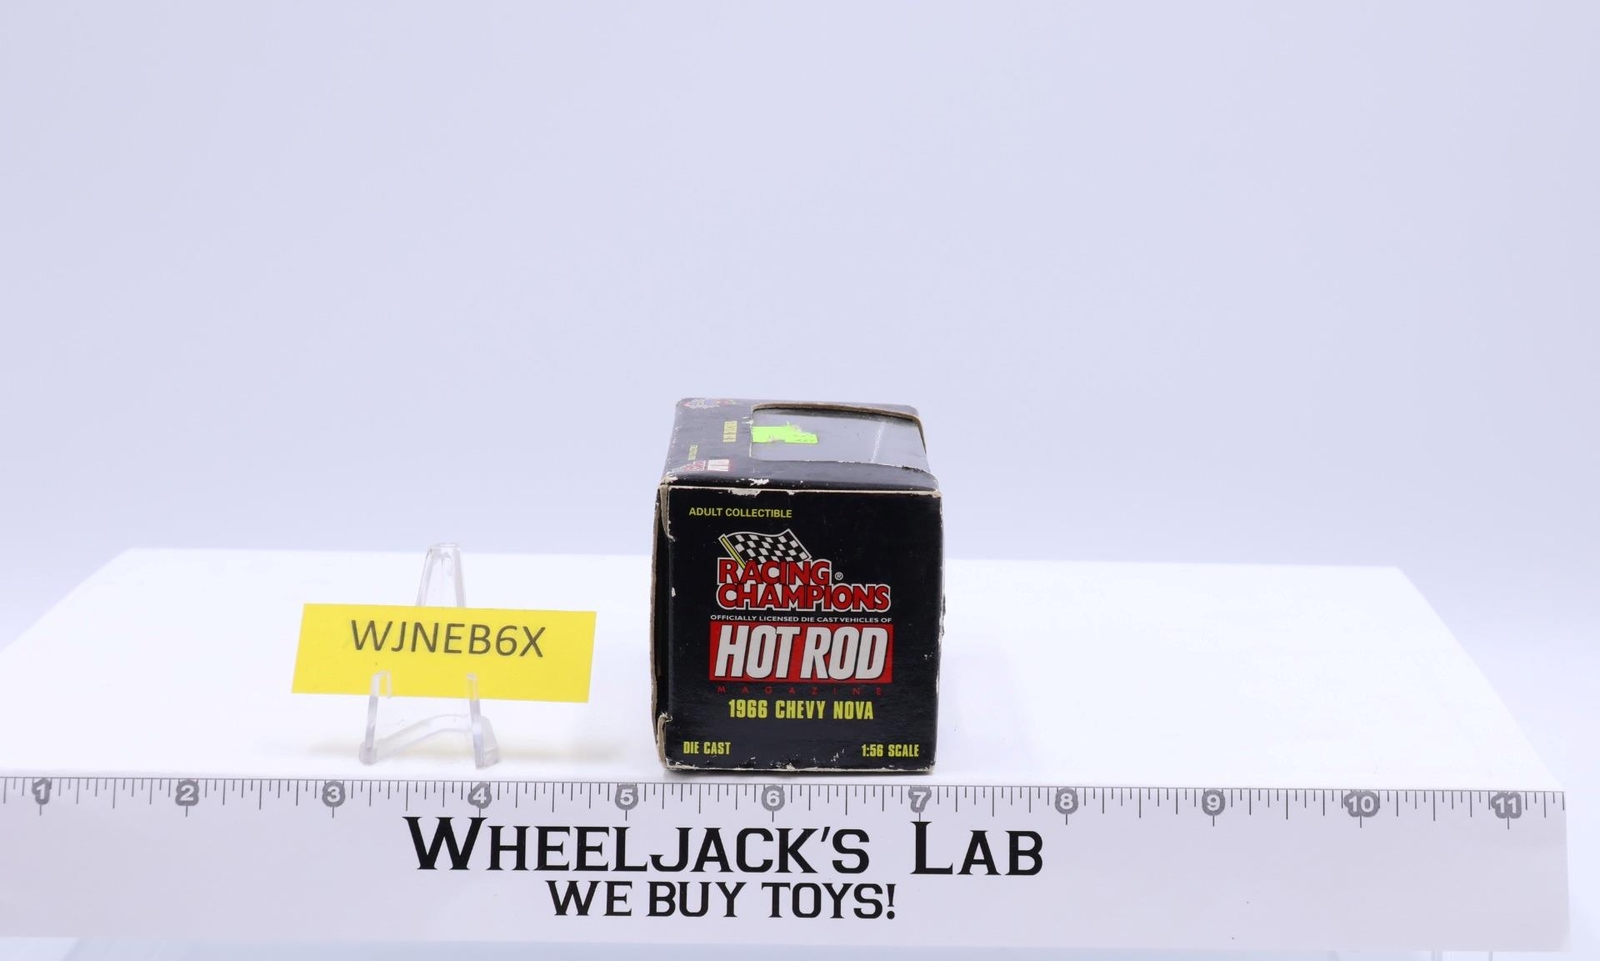 ADULT COLLECTIBLE
RACING®
CHAMPIONS
OFFICIALLY LICENSED DIE CAST VEHICLES OF
HOT ROD
MAGAZINE
1966 CHEVY NOVA
DIE CAST 1:56 SCALE
WJNEB6X
1 2 3 4 5 6 7 8 9 10 11
WHEELJACK'S LAB
WE BUY TOYS!